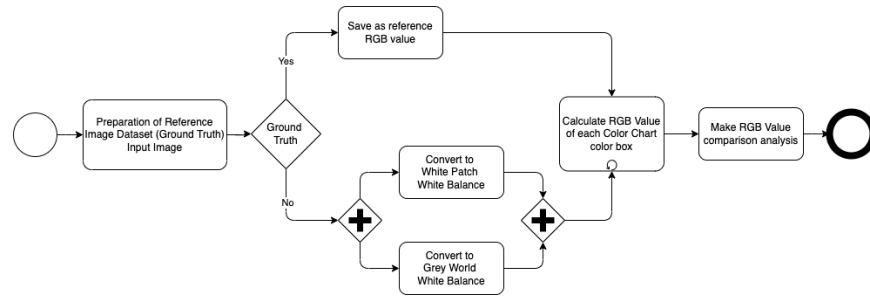 Preparation of Reference
Image Dataset (Ground Truth)
Input Image
Ground
Truth
Yes
Save as reference
RGB value
No
Convert to
White Patch
White Balance
Convert to
Grey World
White Balance
Calculate RGB Value
of each Color Chart
color box
Make RGB Value
comparison analysis